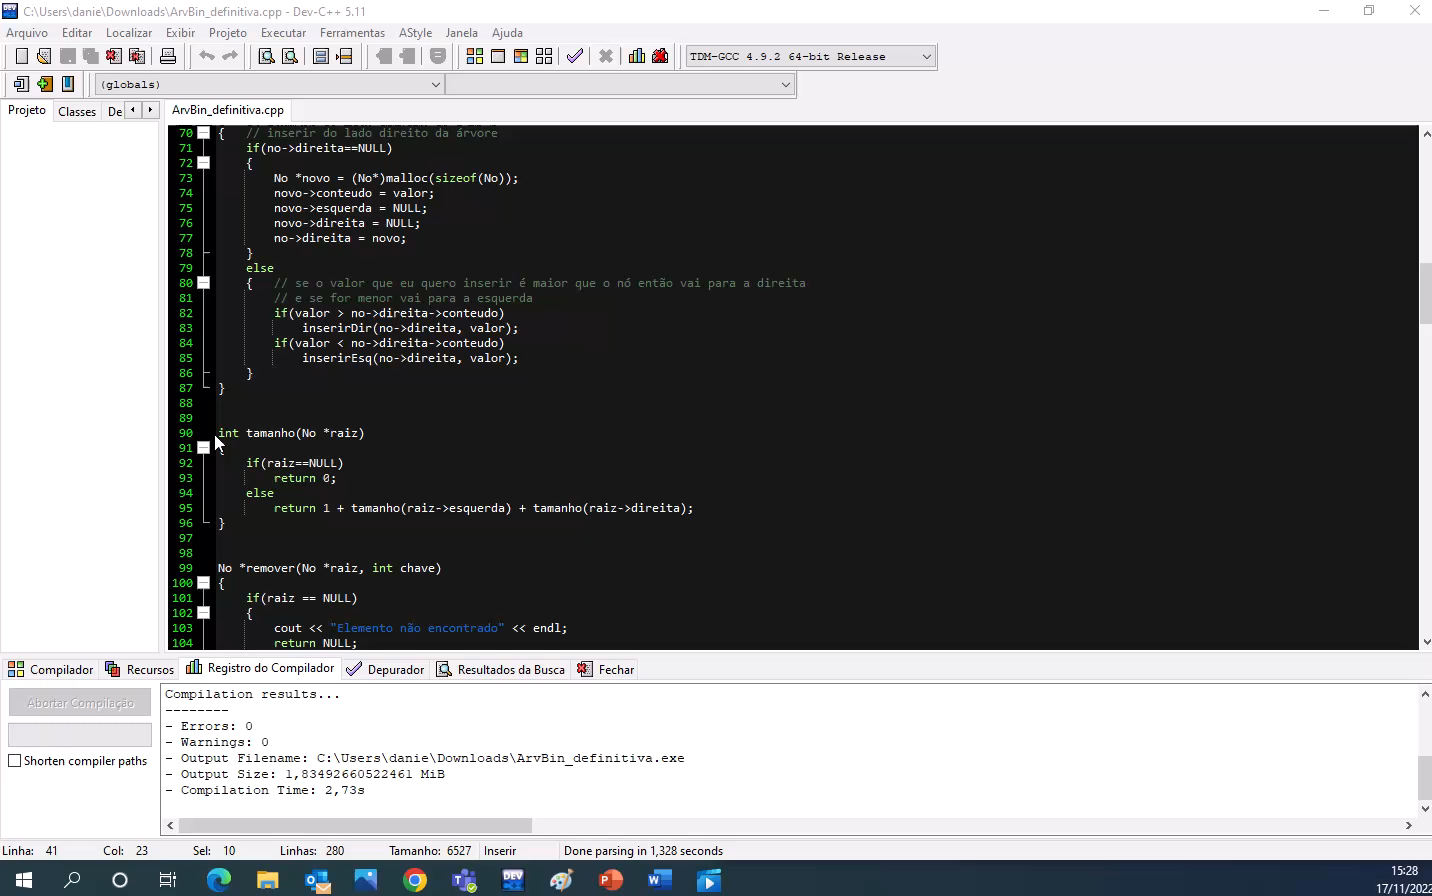 C:\Users\danie\Downloads\ArvBin_definitiva.cpp - Dev-C++ 5.11
Arquivo Editar Localizar Exibir Projeto Executar Ferramentas AStyle Janela Ajuda
TDM-GCC 4.9.2 64-bit Release
(globals)
Projeto Classes De ArvBin_definitiva.cpp
70 { // inserir do lado direito da árvore
71 if(no->direita==NULL)
72 {
73 No *novo = (No*)malloc(sizeof(No));
74 novo->conteudo = valor;
75 novo->esquerda = NULL;
76 novo->direita = NULL;
77 no->direita = novo;
78 }
79 else
80 { // se o valor que eu quero inserir é maior que o nó então vai para a direita
81 // e se for menor vai para a esquerda
82 if(valor > no->direita->conteudo)
83 inserirDir(no->direita, valor);
84 if(valor < no->direita->conteudo)
85 inserirEsq(no->direita, valor);
86 }
87 }
88
89
90 int tamanho(No *raiz)
91 {
92 if(raiz==NULL)
93 return 0;
94 else
95 return 1 + tamanho(raiz->esquerda) + tamanho(raiz->direita);
96 }
97
98
99 No *remover(No *raiz, int chave)
100 {
101 if(raiz == NULL)
102 {
103 cout << "Elemento não encontrado" << endl;
104 return NULL;
Compilador Recursos Registro do Compilador Depurador Resultados da Busca Fechar
Abortar Compilação
Shorten compiler paths
Compilation results...
--------
- Errors: 0
- Warnings: 0
- Output Filename: C:\Users\danie\Downloads\ArvBin_definitiva.exe
- Output Size: 1,83492660522461 MiB
- Compilation Time: 2,73s
Linha: 41 Col: 23 Sel: 10 Linhas: 280 Tamanho: 6527 Inserir Done parsing in 1,328 seconds
DEV
15:28
17/11/2022